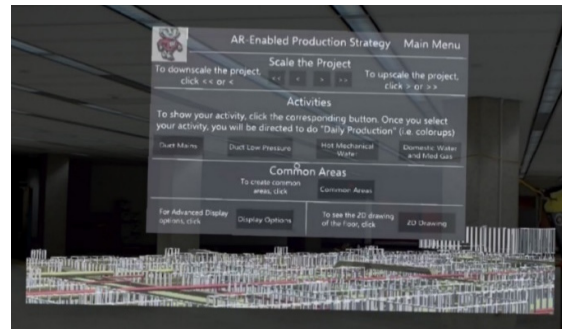 AR-Enabled Production Strategy Main Menu
Scale the Project
To downscale the project,
click << or <
<< < > >>
To upscale the project,
click > or >>
Activities
To show your activity, click the corresponding button. Once you select
your activity, you will be directed to do "Daily Production" (i.e. colorups)
Duct Mains
Duct Low Pressure
Hot Mechanical
Water
Domestic Water
and Med Gas
Common Areas
To create common
areas, click
Common Areas
For Advanced Display
options, click
Display Options
To see the 2D drawing
of the floor, click
2D Drawing